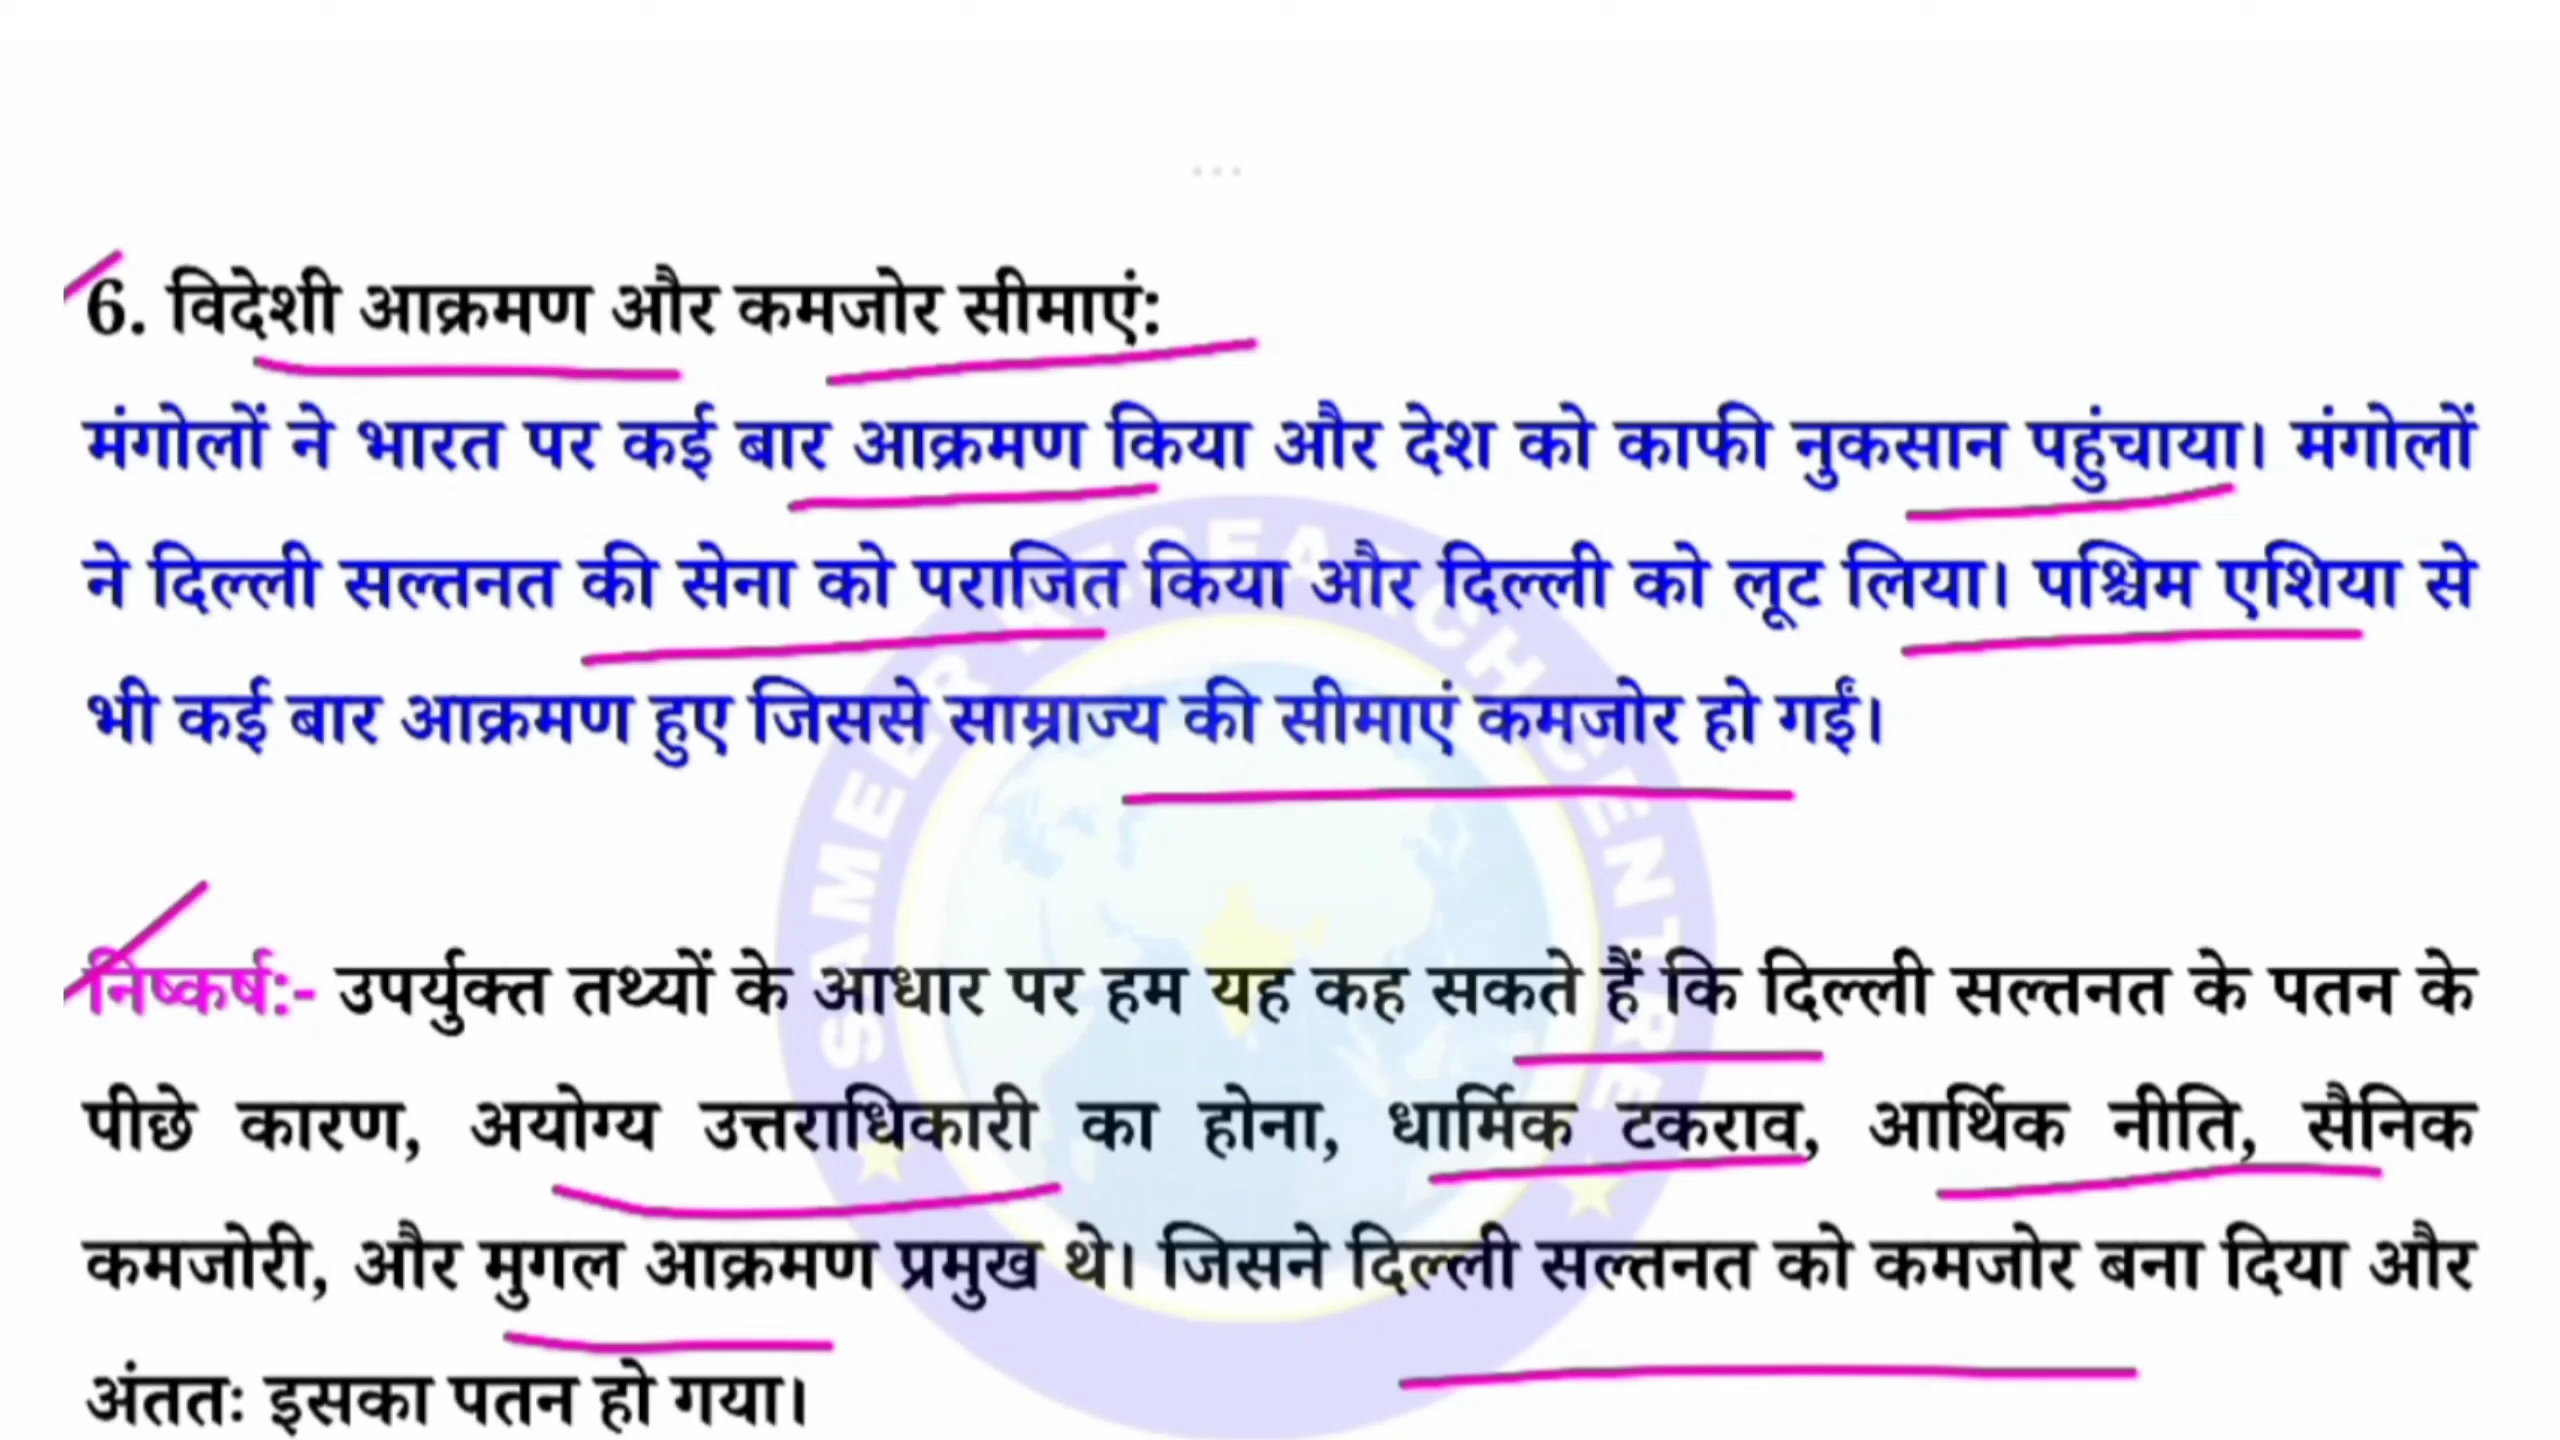 6. विदेशी आक्रमण और कमजोर सीमाएं:
मंगोलों ने भारत पर कई बार आक्रमण किया और देश को काफी नुकसान पहुंचाया। मंगोलों
ने दिल्ली सल्तनत की सेना को पराजित किया और दिल्ली को लूट लिया। पश्चिम एशिया से
भी कई बार आक्रमण हुए जिससे साम्राज्य की सीमाएं कमजोर हो गईं।
निष्कर्ष:- उपर्युक्त तथ्यों के आधार पर हम यह कह सकते हैं कि दिल्ली सल्तनत के पतन के
पीछे कारण, अयोग्य उत्तराधिकारी का होना, धार्मिक टकराव, आर्थिक नीति, सैनिक
कमजोरी, और मुगल आक्रमण प्रमुख थे। जिसने दिल्ली सल्तनत को कमजोर बना दिया और
अंततः इसका पतन हो गया।
SAMEER RESEARCH CENTRE